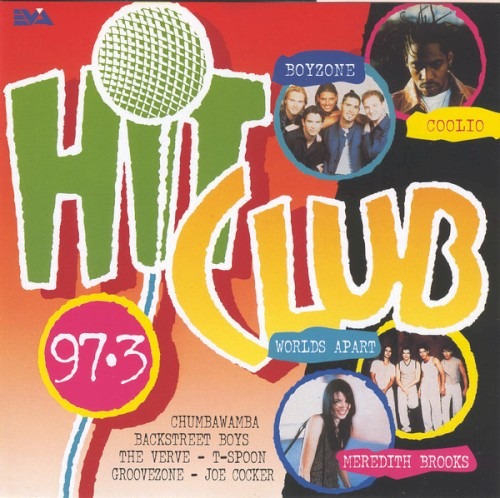 EVA
HIT
CLUB
BOYZONE
COOLIO
97·3
WORLDS APART
MEREDITH BROOKS
CHUMBAWAMBA
BACKSTREET BOYS
THE VERVE - T-SPOON
GROOVEZONE - JOE COCKER